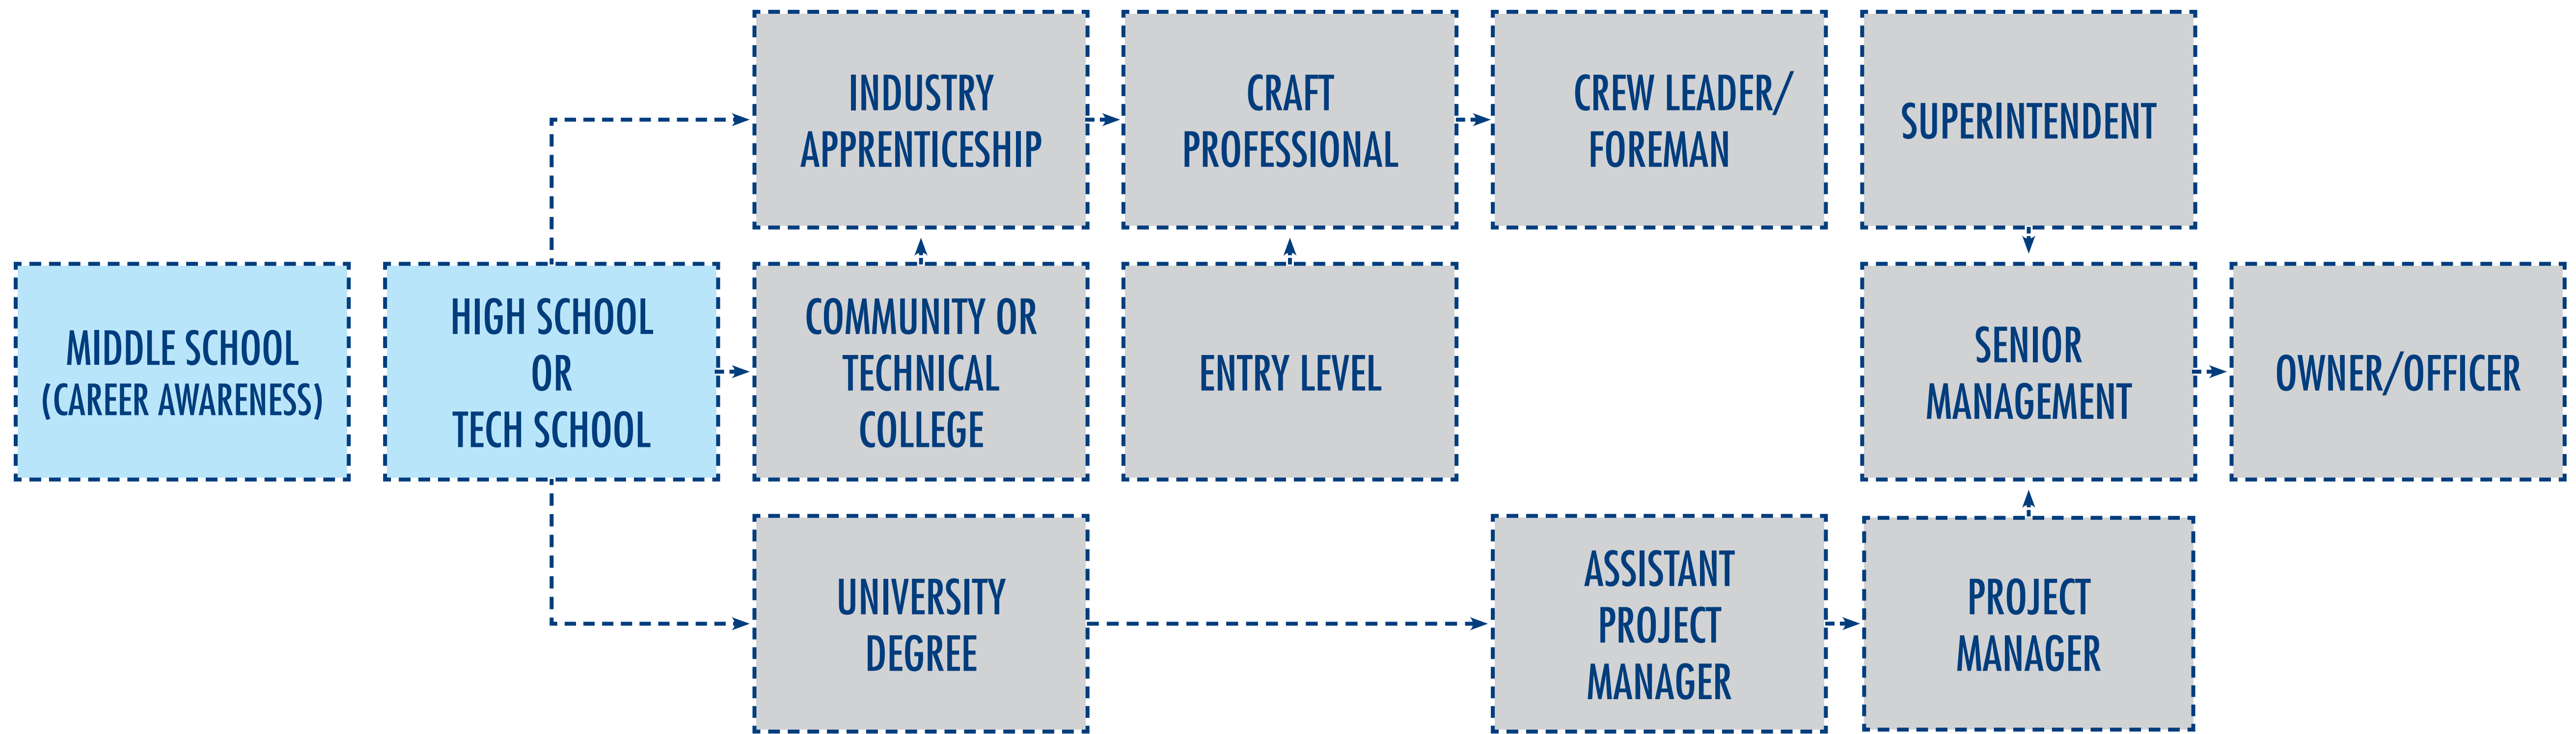 INDUSTRY
APPRENTICESHIP
CRAFT
PROFESSIONAL
CREW LEADER/
FOREMAN
SUPERINTENDENT
MIDDLE SCHOOL
(CAREER AWARENESS)
HIGH SCHOOL
OR
TECH SCHOOL
COMMUNITY OR
TECHNICAL
COLLEGE
ENTRY LEVEL
SENIOR
MANAGEMENT
OWNER/OFFICER
UNIVERSITY
DEGREE
ASSISTANT
PROJECT
MANAGER
PROJECT
MANAGER